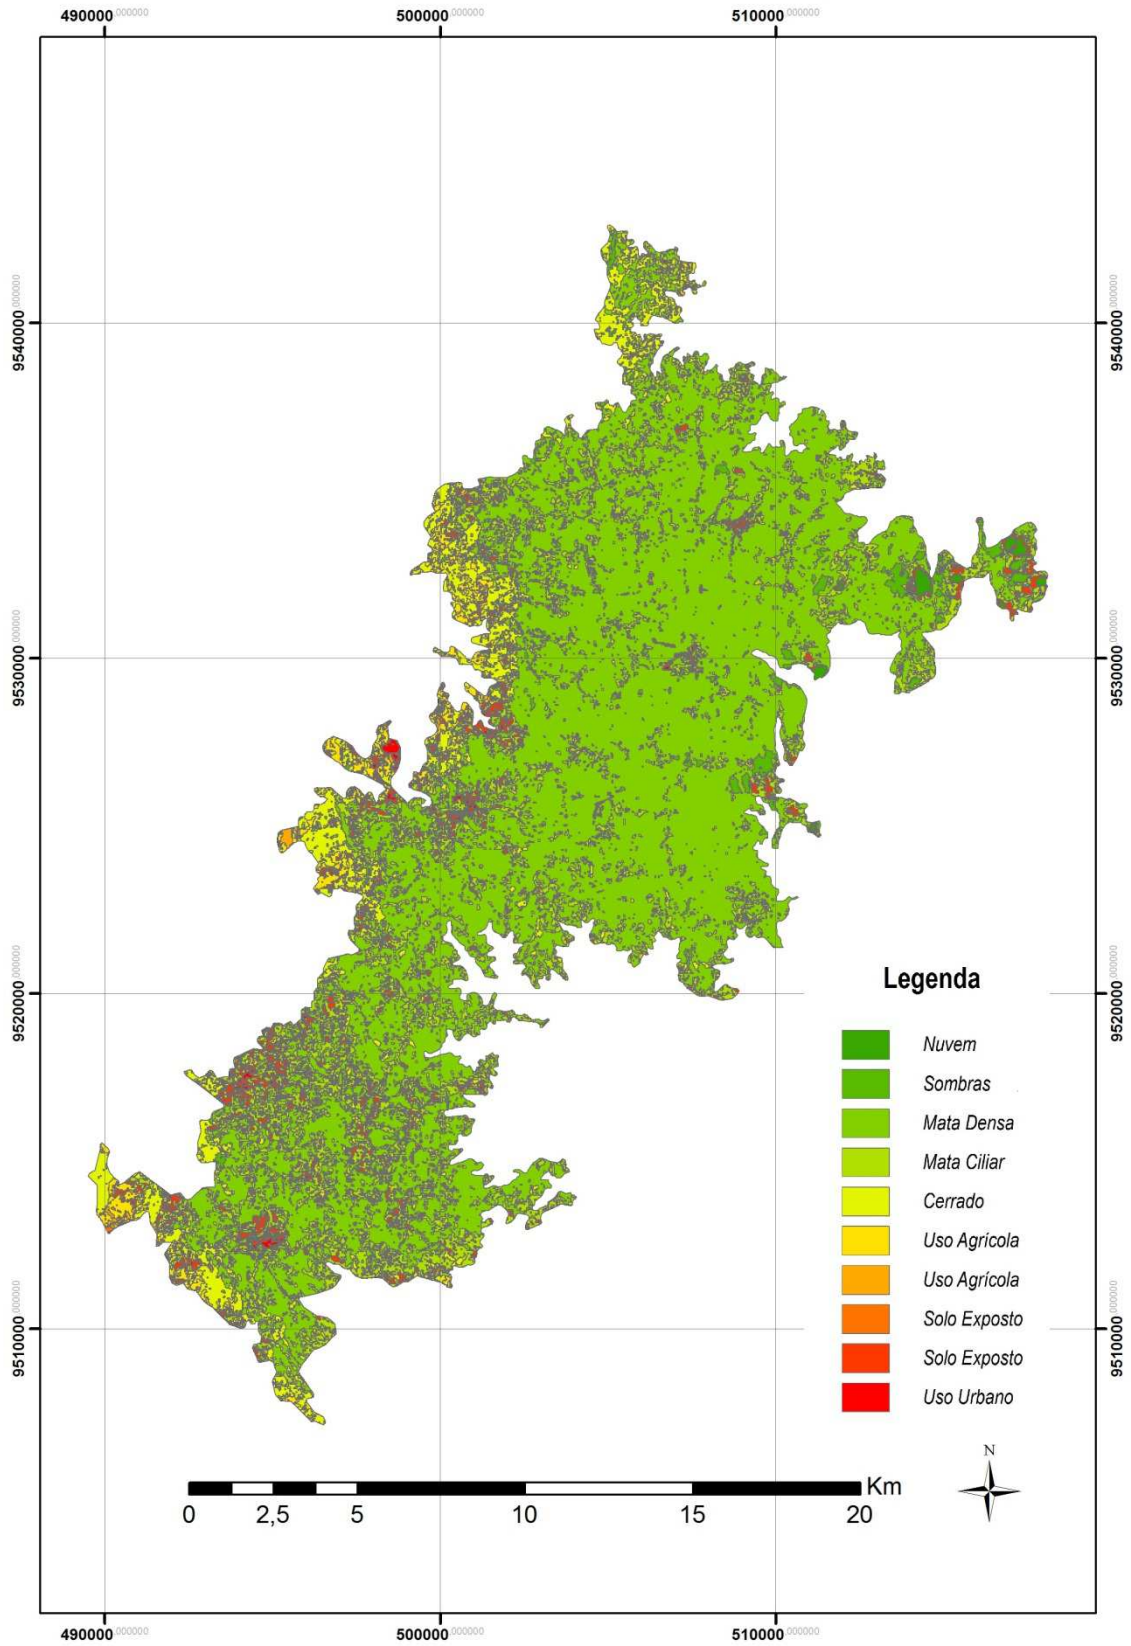 490000,000000 500000,000000 510000,000000
9540000,000000 9540000,000000
9530000,000000 9530000,000000
9520000,000000 9520000,000000
9510000,000000 9510000,000000
Legenda
Nuvem
Sombras
Mata Densa
Mata Ciliar
Cerrado
Uso Agrícola
Uso Agrícola
Solo Exposto
Solo Exposto
Uso Urbano
N
Km
0 2,5 5 10 15 20
490000,000000 500000,000000 510000,000000